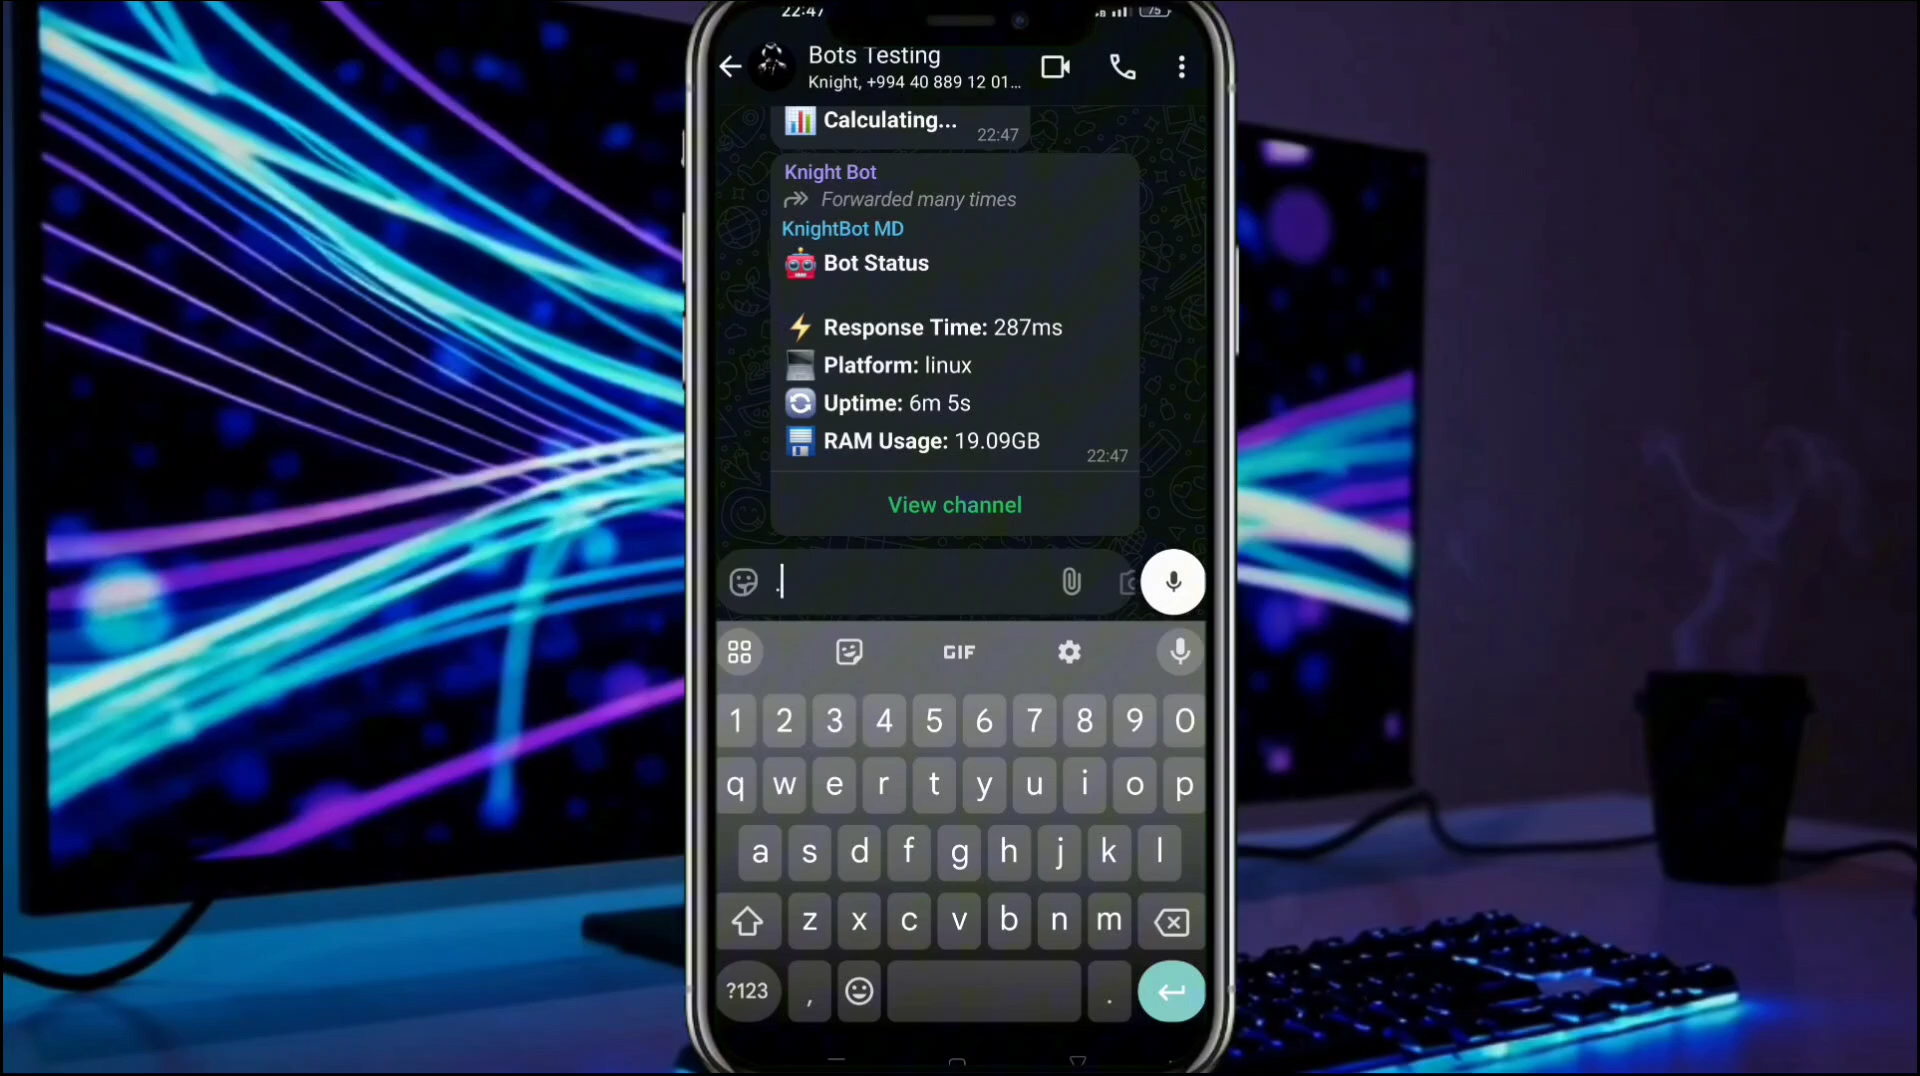 22:47
75
Bots Testing
Knight, +994 40 889 12 01...
Calculating...
22:47
Knight Bot
Forwarded many times
KnightBot MD
Bot Status
Response Time: 287ms
Platform: linux
Uptime: 6m 5s
RAM Usage: 19.09GB
22:47
View channel
.
GIF
1 2 3 4 5 6 7 8 9 0
q w e r t y u i o p
a s d f g h j k l
z x c v b n m
?123 , .